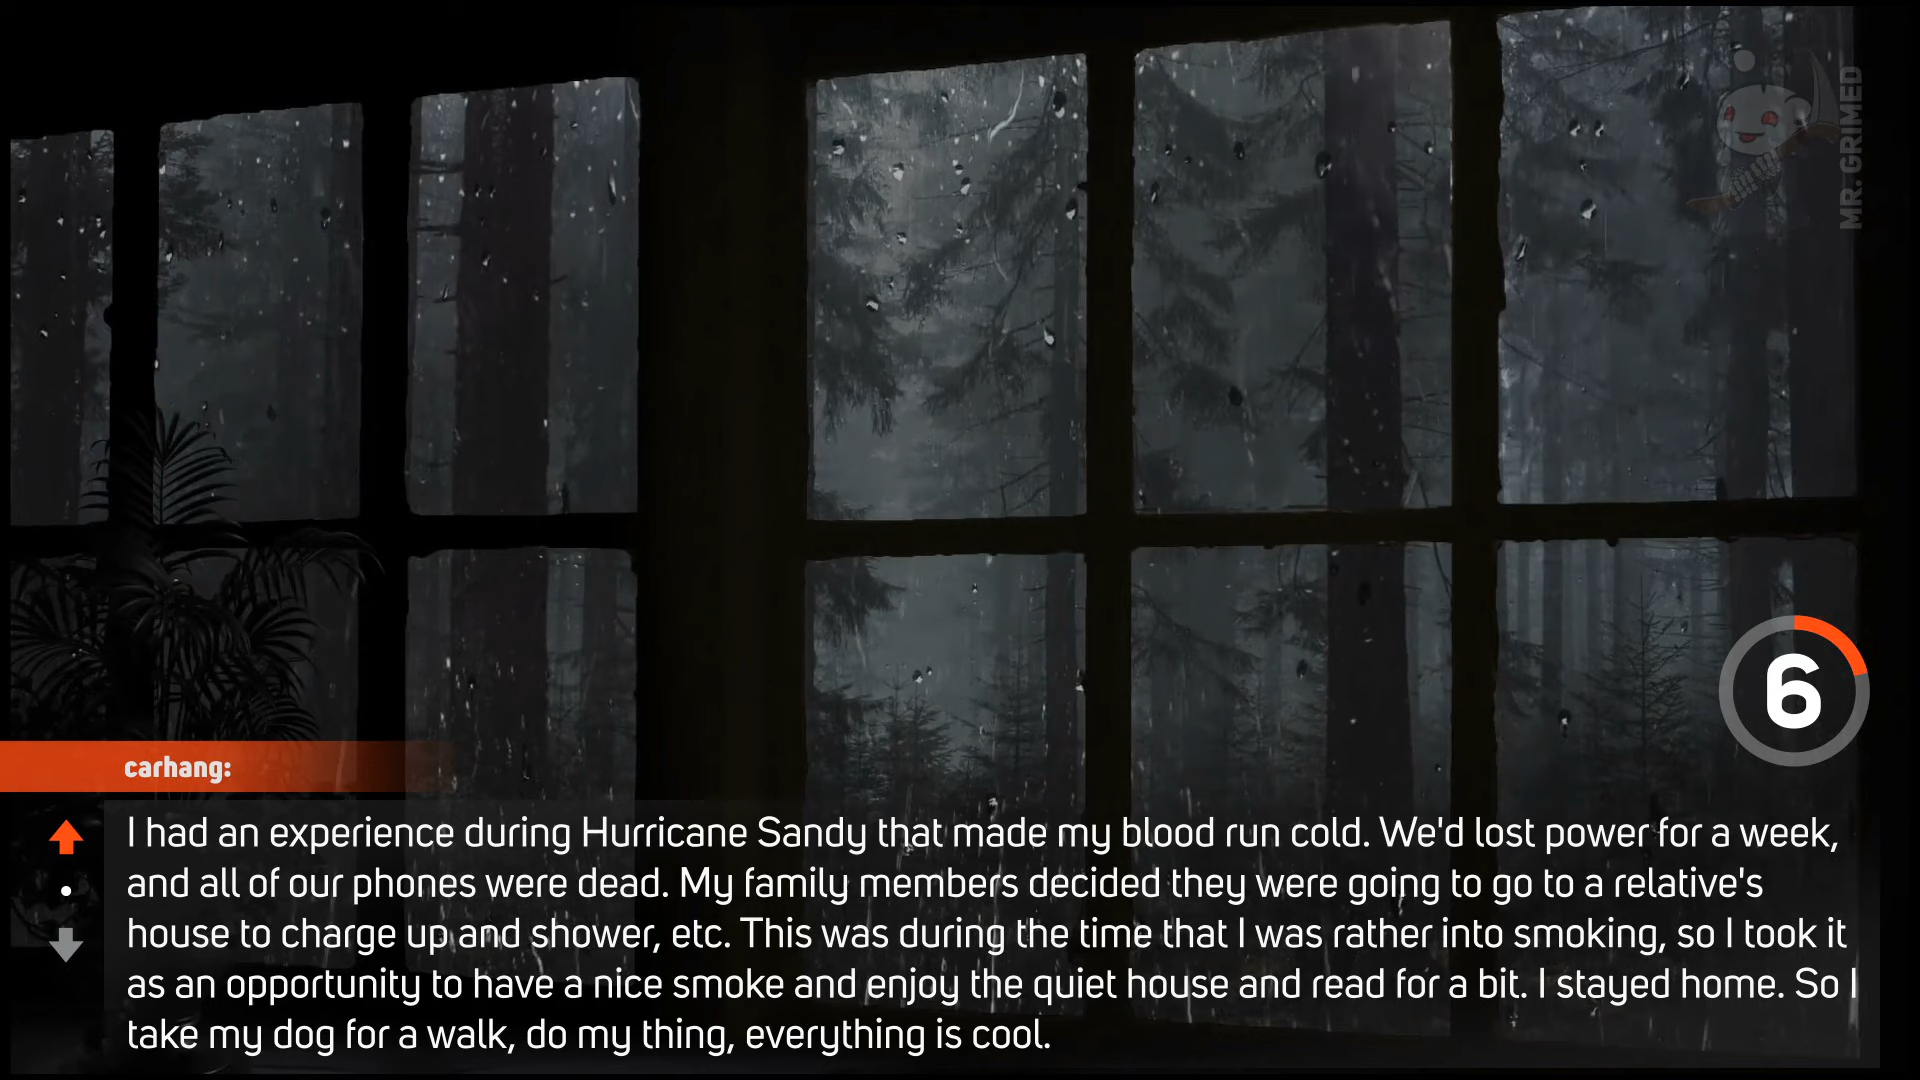 MR. GRIMED
6
carhang:
I had an experience during Hurricane Sandy that made my blood run cold. We'd lost power for a week,
and all of our phones were dead. My family members decided they were going to go to a relative's
house to charge up and shower, etc. This was during the time that I was rather into smoking, so I took it
as an opportunity to have a nice smoke and enjoy the quiet house and read for a bit. I stayed home. So I
take my dog for a walk, do my thing, everything is cool.